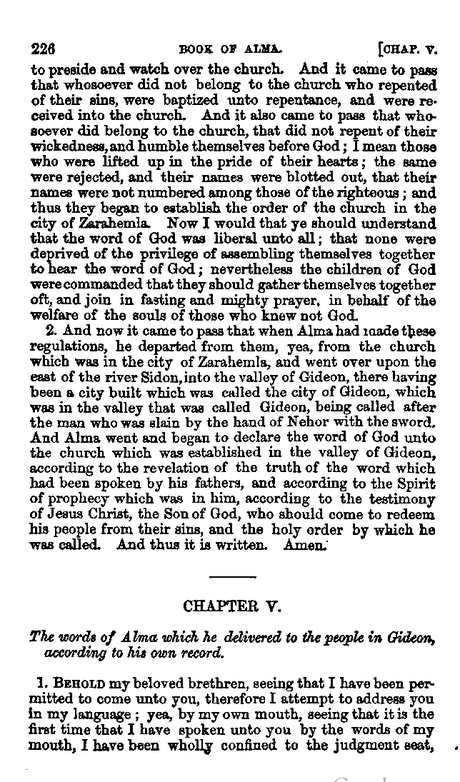 226 BOOK OF ALMA. [CHAP. V.
to preside and watch over the church. And it came to pass
that whosoever did not belong to the church who repented
of their sins, were baptized unto repentance, and were re-
ceived into the church. And it also came to pass that who-
soever did belong to the church, that did not repent of their
wickedness, and humble themselves before God; I mean those
who were lifted up in the pride of their hearts; the same
were rejected, and their names were blotted out, that their
names were not numbered among those of the righteous; and
thus they began to establish the order of the church in the
city of Zarahemla. Now I would that ye should understand
that the word of God was liberal unto all; that none were
deprived of the privilege of assembling themselves together
to hear the word of God; nevertheless the children of God
were commanded that they should gather themselves together
oft, and join in fasting and mighty prayer, in behalf of the
welfare of the souls of those who knew not God.
2. And now it came to pass that when Alma had made these
regulations, he departed from them, yea, from the church
which was in the city of Zarahemla, and went over upon the
east of the river Sidon, into the valley of Gideon, there having
been a city built which was called the city of Gideon, which
was in the valley that was called Gideon, being called after
the man who was slain by the hand of Nehor with the sword.
And Alma went and began to declare the word of God unto
the church which was established in the valley of Gideon,
according to the revelation of the truth of the word which
had been spoken by his fathers, and according to the Spirit
of prophecy which was in him, according to the testimony
of Jesus Christ, the Son of God, who should come to redeem
his people from their sins, and the holy order by which he
was called. And thus it is written. Amen.
CHAPTER V.
The words of Alma which he delivered to the people in Gideon,
according to his own record.
1. BEHOLD my beloved brethren, seeing that I have been per-
mitted to come unto you, therefore I attempt to address you
in my language; yea, by my own mouth, seeing that it is the
first time that I have spoken unto you by the words of my
mouth, I have been wholly confined to the judgment seat,